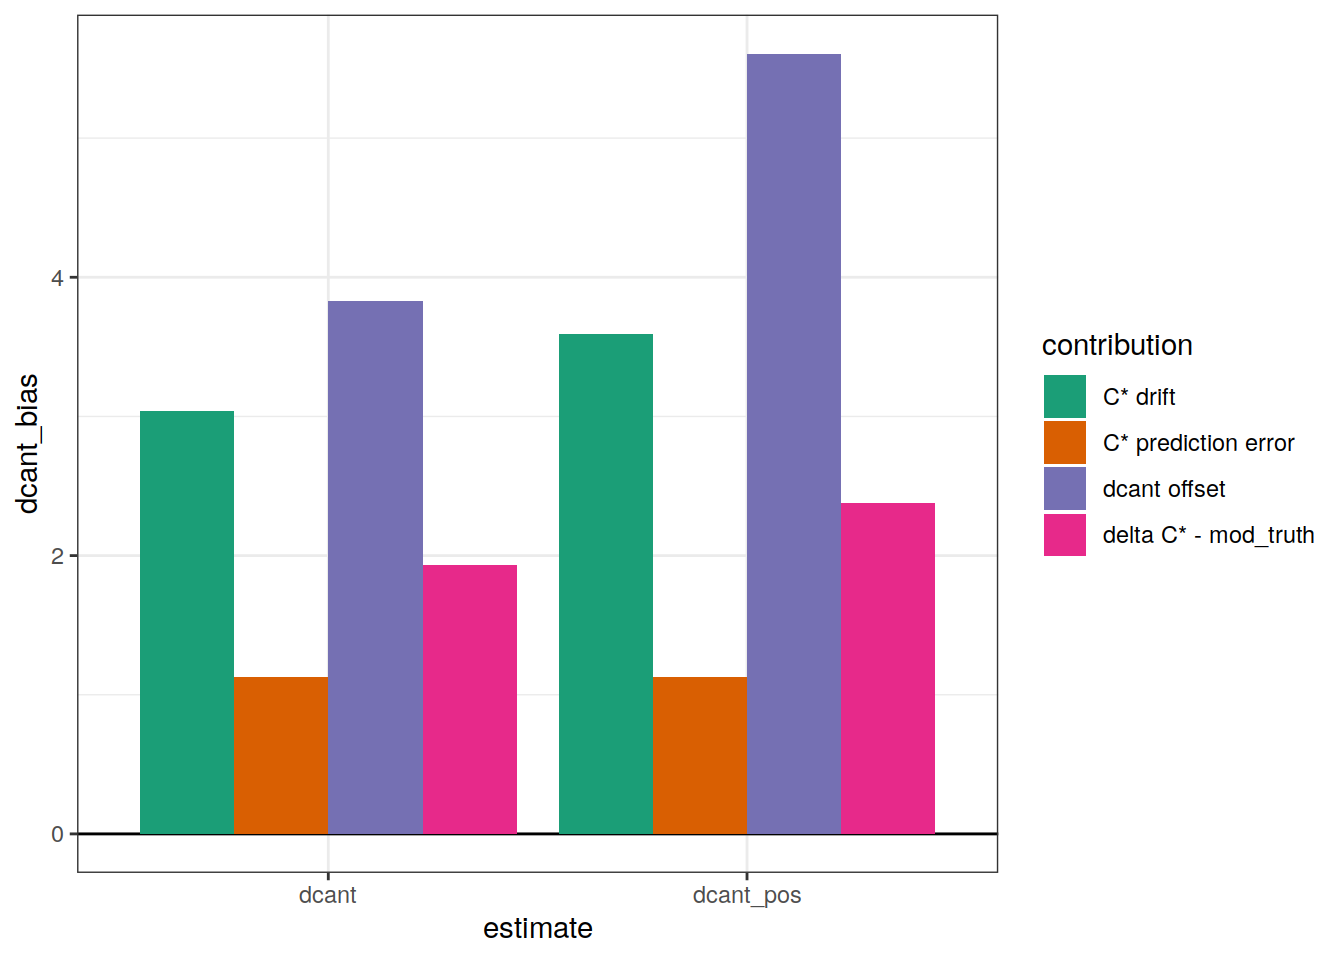 dcant_bias
4
2
0
dcant
dcant_pos
estimate
contribution
C* drift
C* prediction error
dcant offset
delta C* - mod_truth